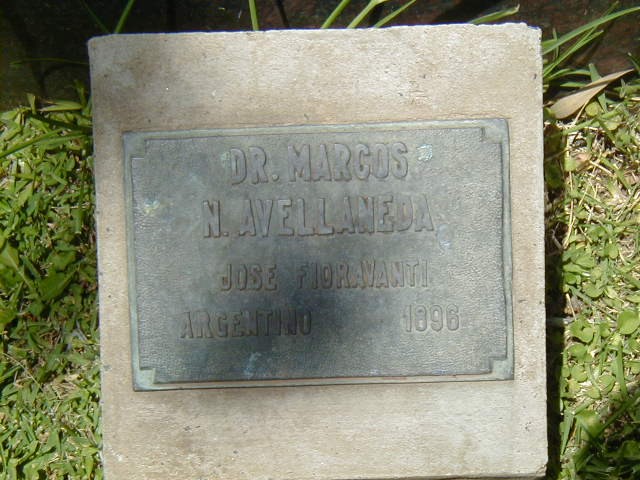 DR. MARCOS
N. AVELLANEDA
JOSE FIORAVANTI
ARGENTINO 1896